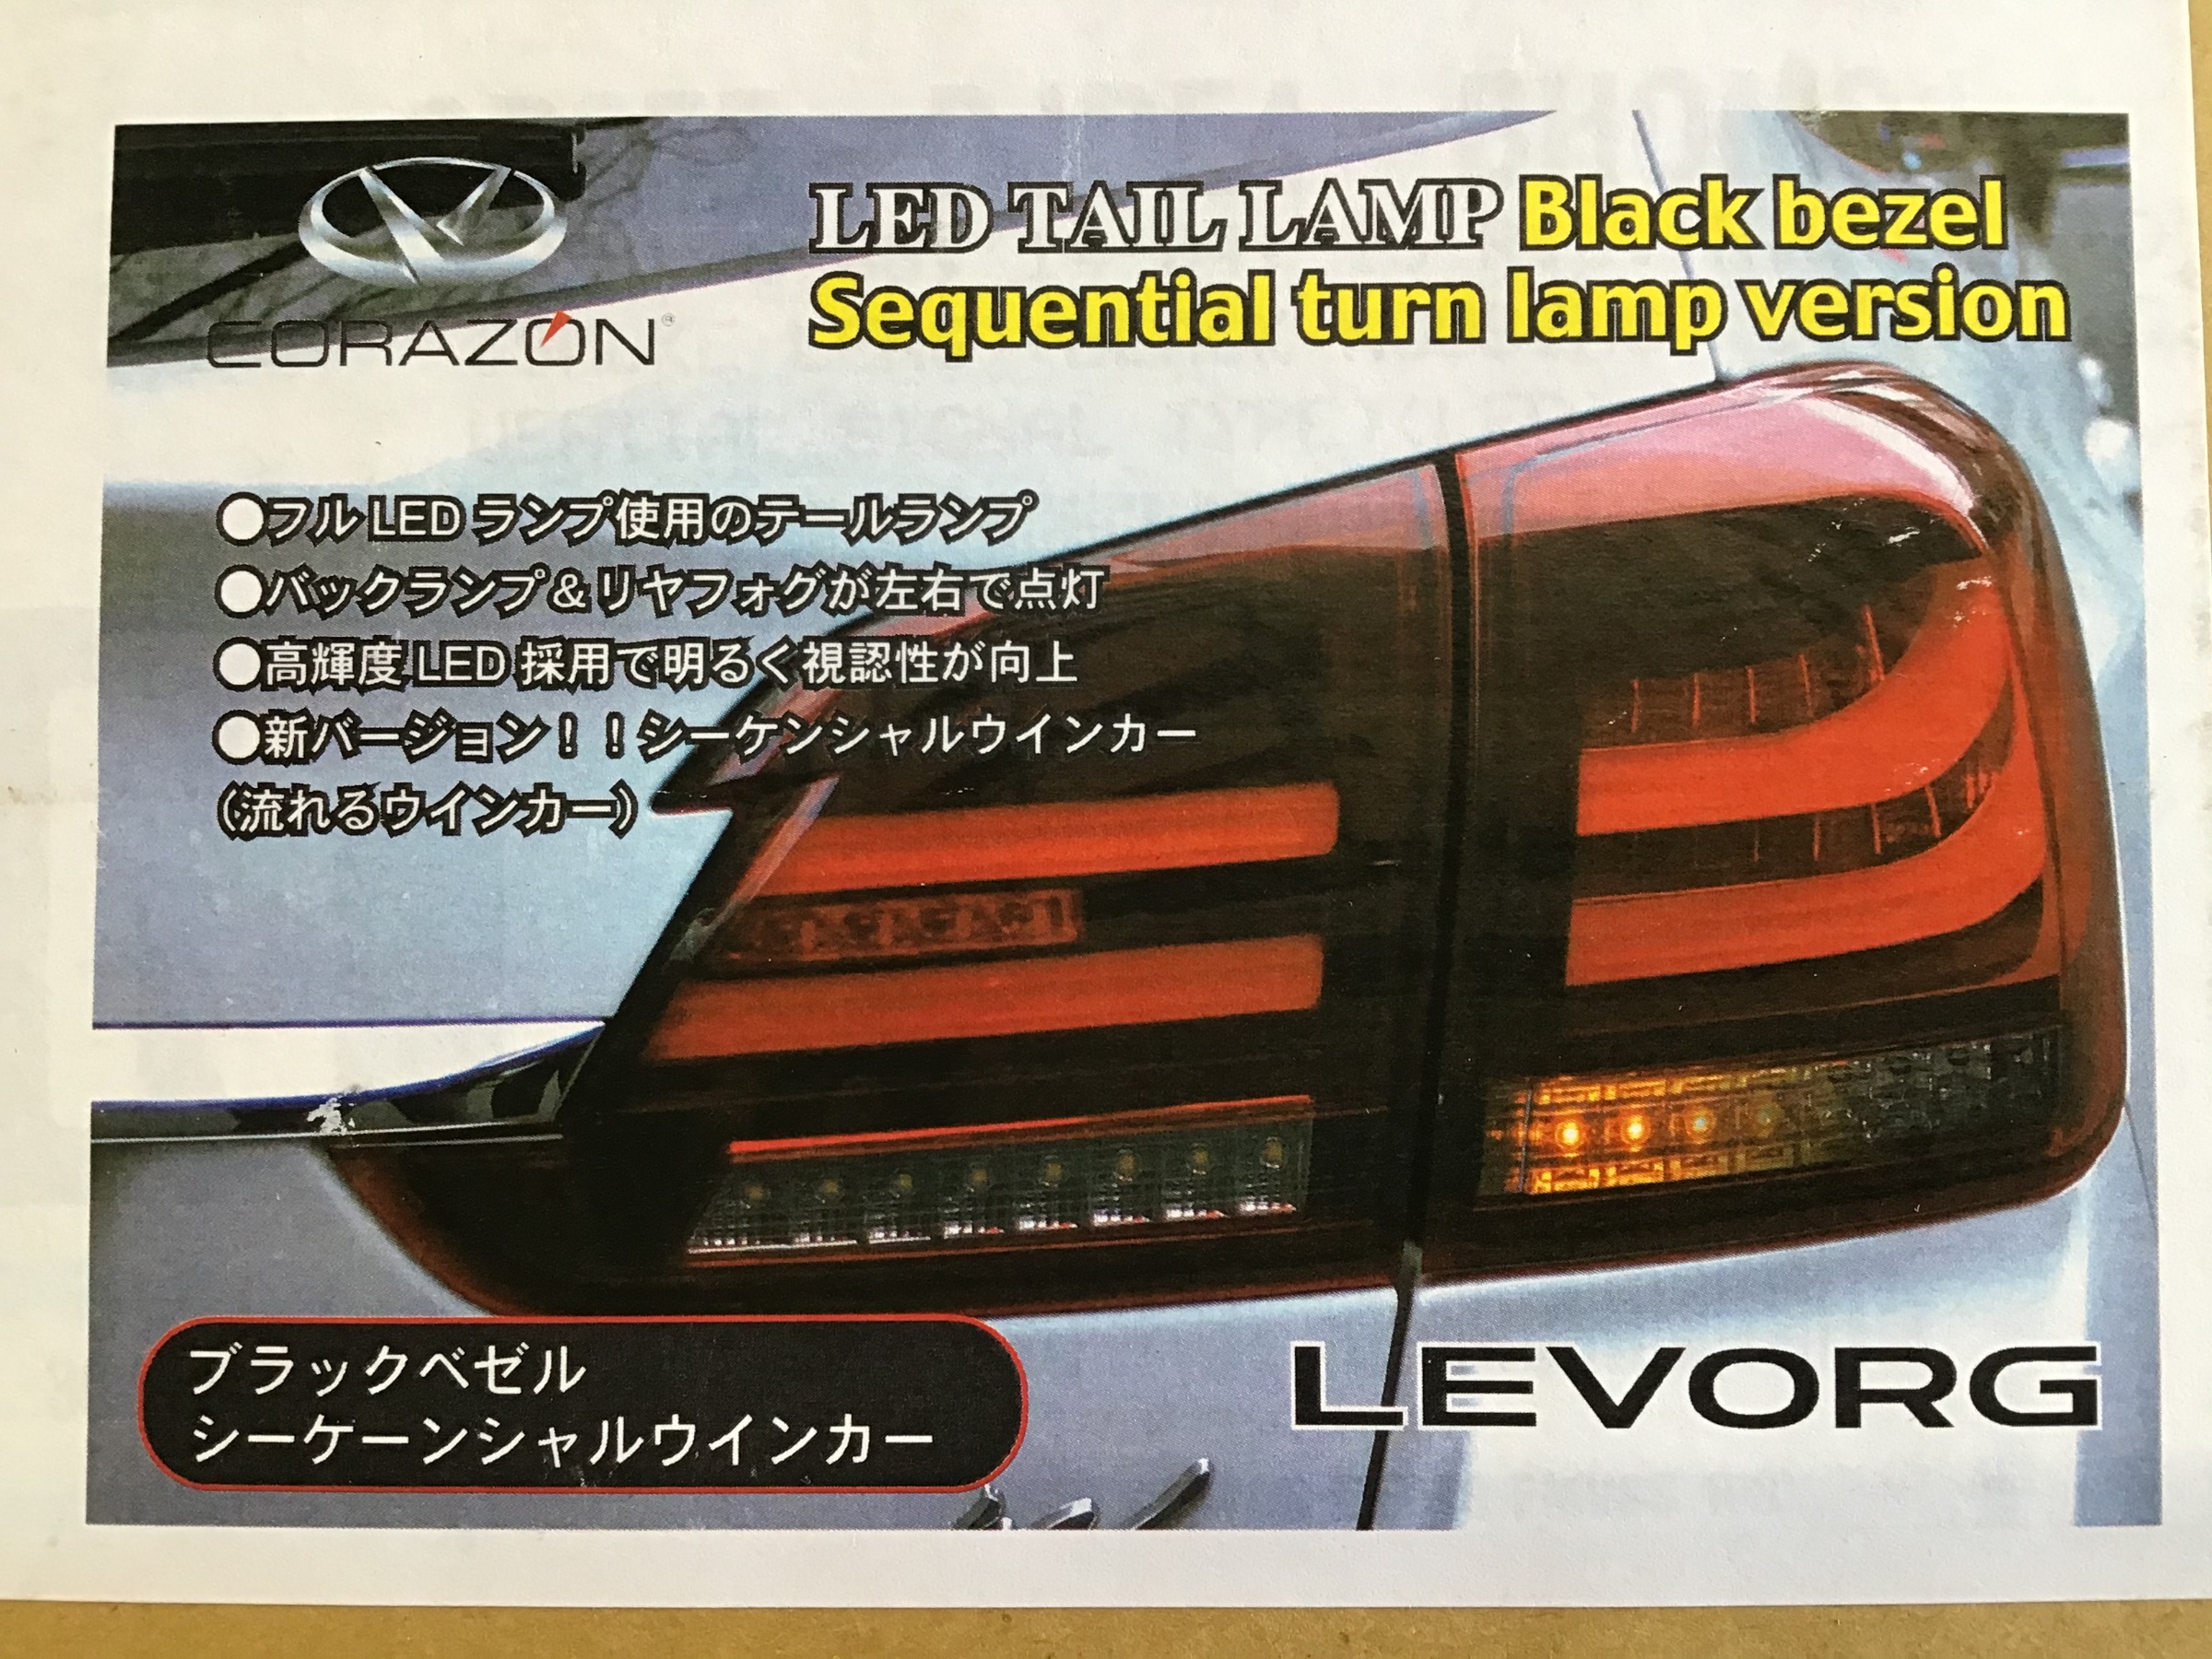 CORAZÓN®
LED TAIL LAMP Black bezel
Sequential turn lamp version
●フルLEDランプ使用のテールランプ
●バックランプ&リヤフォグが左右で点灯
●高輝度LED採用で明るく視認性が向上
●新バージョン!!シーケンシャルウインカー
(流れるウインカー)
ブラックベゼル
シーケーンシャルウインカー
LEVORG